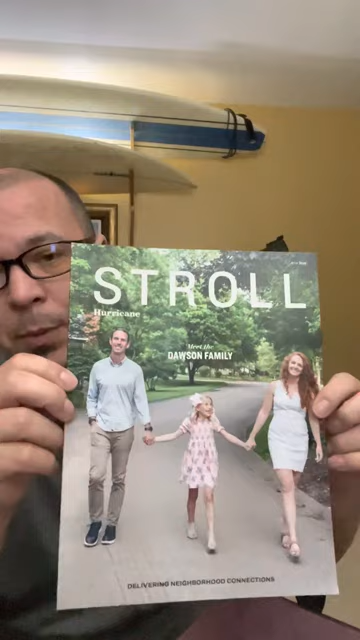 STROLL
Hurricane
Meet the
DAWSON FAMILY
DELIVERING NEIGHBORHOOD CONNECTIONS